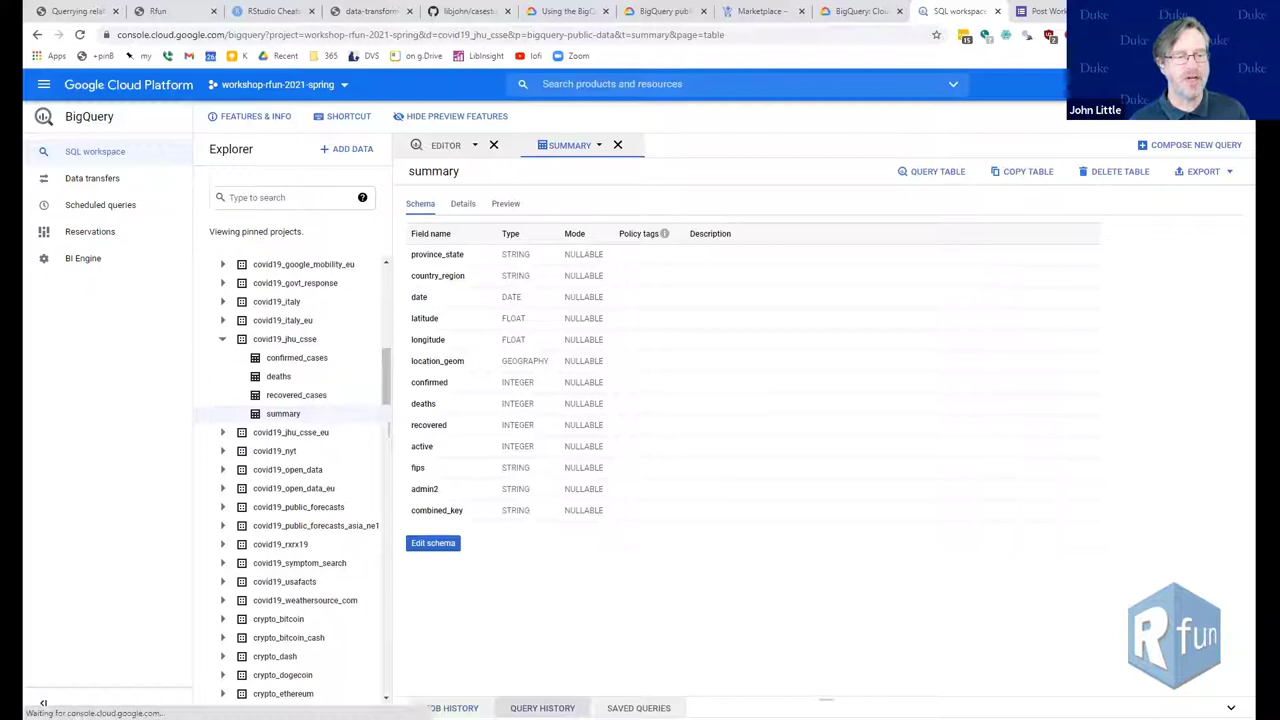 Querying relat
Rfun
RStudio Cheats
data-transform
libjohn/casestu
Using the BigQ
BigQuery publ
Marketplace –
BigQuery: Clou
SQL workspace
Post Work
console.cloud.google.com/bigquery?project=workshop-rfun-2021-spring&d=covid19_jhu_csse&p=bigquery-public-data&t=summary&page=table
Apps
+pinB
my
26
K
Recent
365
DVS
on g.Drive
LibInsight
lofi
Zoom
Duke
John Little
Google Cloud Platform
workshop-rfun-2021-spring
Search products and resources
BigQuery
FEATURES & INFO
SHORTCUT
HIDE PREVIEW FEATURES
SQL workspace
Data transfers
Scheduled queries
Reservations
BI Engine
Explorer
+ ADD DATA
Type to search
Viewing pinned projects.
covid19_google_mobility_eu
covid19_govt_response
covid19_italy
covid19_italy_eu
covid19_jhu_csse
confirmed_cases
deaths
recovered_cases
summary
covid19_jhu_csse_eu
covid19_nyt
covid19_open_data
covid19_open_data_eu
covid19_public_forecasts
covid19_public_forecasts_asia_ne1
covid19_rxrx19
covid19_symptom_search
covid19_usafacts
covid19_weathersource_com
crypto_bitcoin
crypto_bitcoin_cash
crypto_dash
crypto_dogecoin
crypto_ethereum
EDITOR
SUMMARY
COMPOSE NEW QUERY
summary
QUERY TABLE
COPY TABLE
DELETE TABLE
EXPORT
Schema Details Preview
Field name Type Mode Policy tags Description
province_state STRING NULLABLE
country_region STRING NULLABLE
date DATE NULLABLE
latitude FLOAT NULLABLE
longitude FLOAT NULLABLE
location_geom GEOGRAPHY NULLABLE
confirmed INTEGER NULLABLE
deaths INTEGER NULLABLE
recovered INTEGER NULLABLE
active INTEGER NULLABLE
fips STRING NULLABLE
admin2 STRING NULLABLE
combined_key STRING NULLABLE
Edit schema
R fun
QUERY HISTORY
SAVED QUERIES
Waiting for console.cloud.google.com...